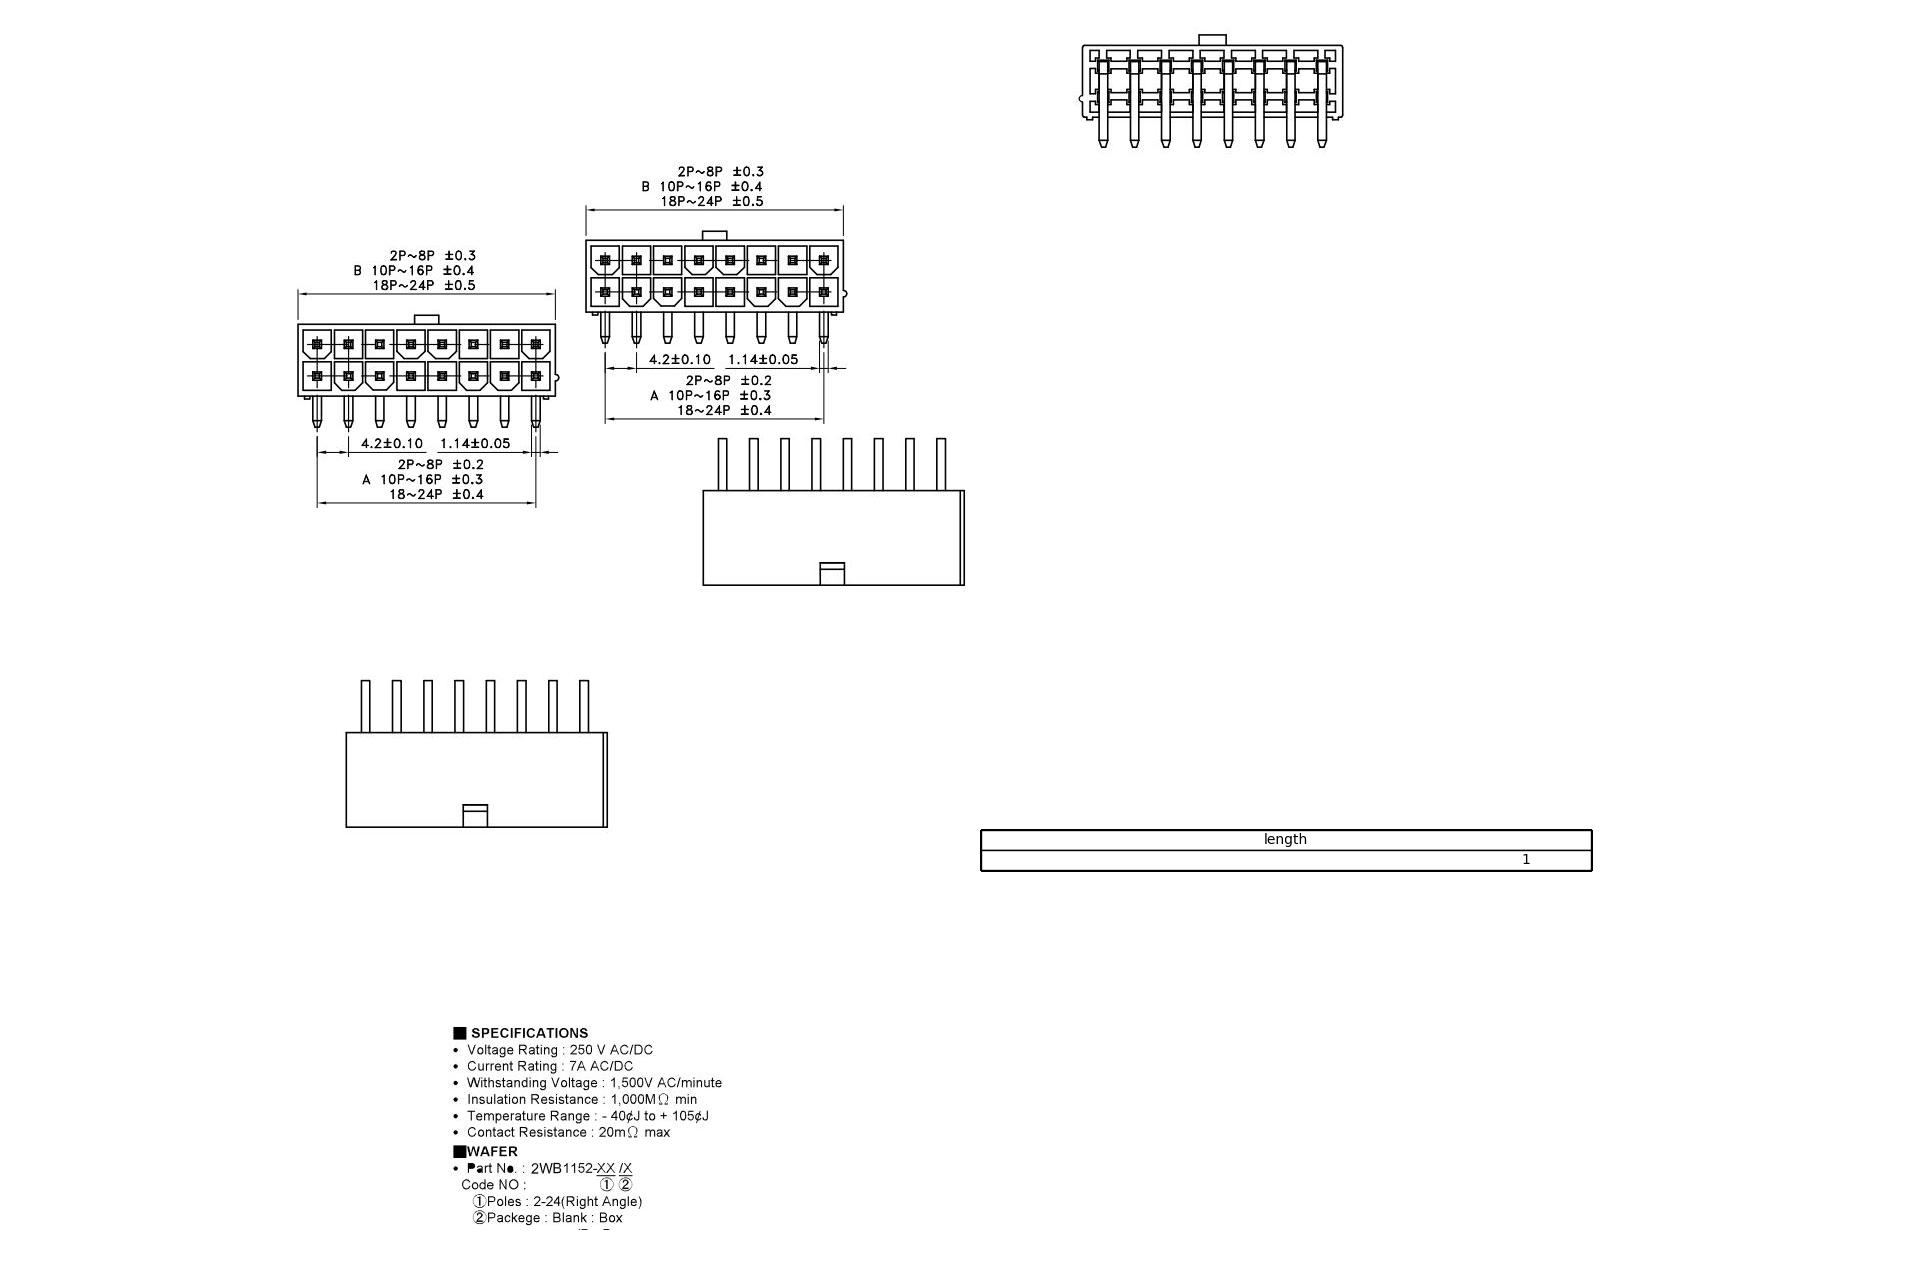 2P~8P ±0.3
B 10P~16P ±0.4
18P~24P ±0.5
4.2±0.10 1.14±0.05
2P~8P ±0.2
A 10P~16P ±0.3
18~24P ±0.4
2P~8P ±0.3
B 10P~16P ±0.4
18P~24P ±0.5
4.2±0.10 1.14±0.05
2P~8P ±0.2
A 10P~16P ±0.3
18~24P ±0.4
length
1
■ SPECIFICATIONS
• Voltage Rating : 250 V AC/DC
• Current Rating : 7A AC/DC
• Withstanding Voltage : 1,500V AC/minute
• Insulation Resistance : 1,000MΩ min
• Temperature Range : - 40¢J to + 105¢J
• Contact Resistance : 20mΩ max
■WAFER
• Part No. : 2WB1152-XX /X
Code NO : ① ②
①Poles : 2-24(Right Angle)
②Packege : Blank : Box